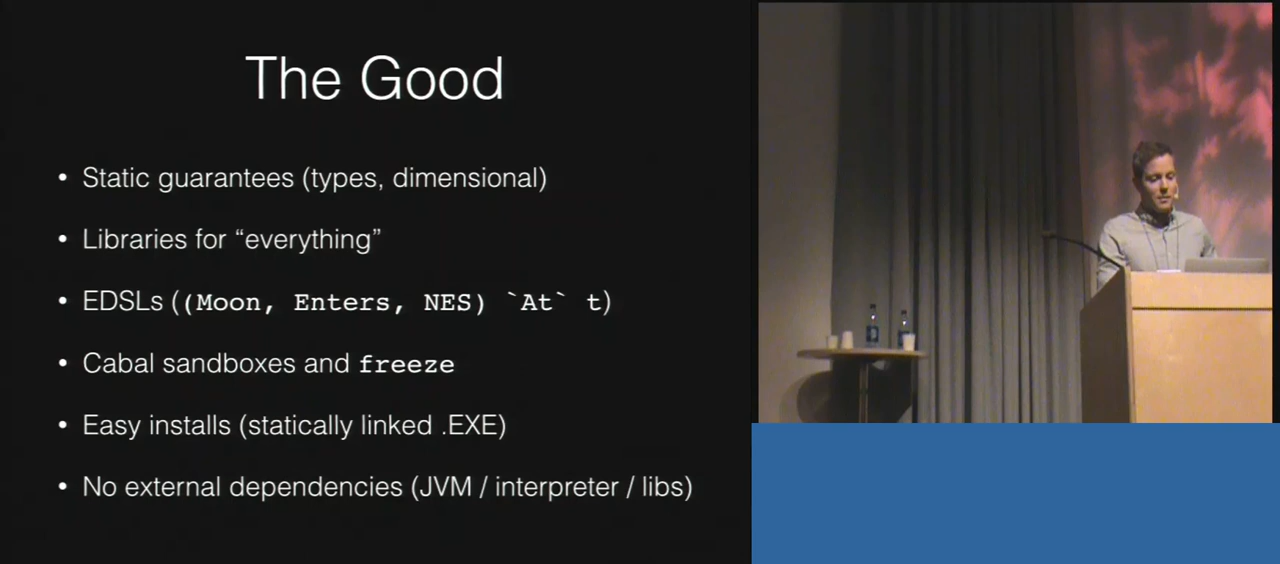 The Good
• Static guarantees (types, dimensional)
• Libraries for “everything”
• EDSLs ((Moon, Enters, NES) `At` t)
• Cabal sandboxes and freeze
• Easy installs (statically linked .EXE)
• No external dependencies (JVM / interpreter / libs)